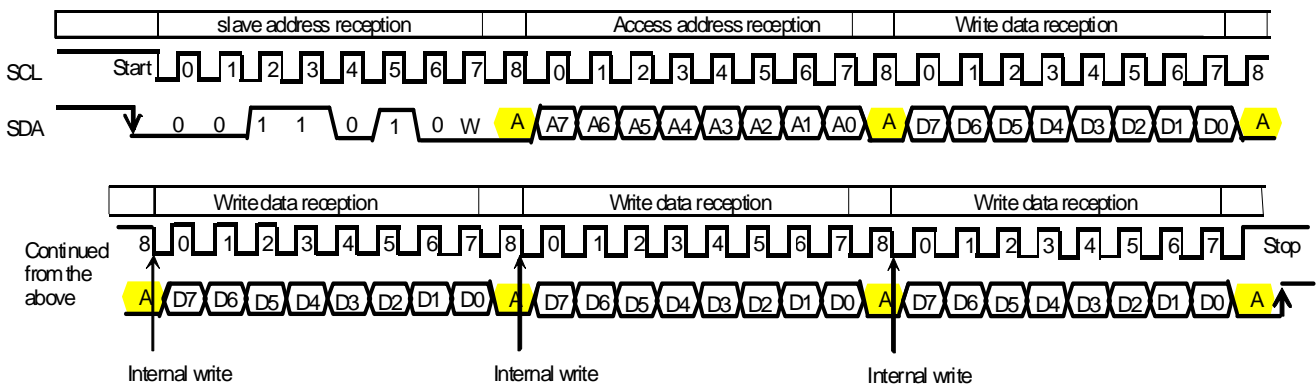 slave address reception Access address reception Write data reception
SCL Start 0 1 2 3 4 5 6 7 8 0 1 2 3 4 5 6 7 8 0 1 2 3 4 5 6 7 8
SDA 0 0 1 1 0 1 0 W A A7 A6 A5 A4 A3 A2 A1 A0 A D7 D6 D5 D4 D3 D2 D1 D0 A
Write data reception Write data reception Write data reception
8 0 1 2 3 4 5 6 7 8 0 1 2 3 4 5 6 7 8 0 1 2 3 4 5 6 7 Stop
Continued
from the
above
A D7 D6 D5 D4 D3 D2 D1 D0 A D7 D6 D5 D4 D3 D2 D1 D0 A D7 D6 D5 D4 D3 D2 D1 D0 A
Internal write Internal write Internal write